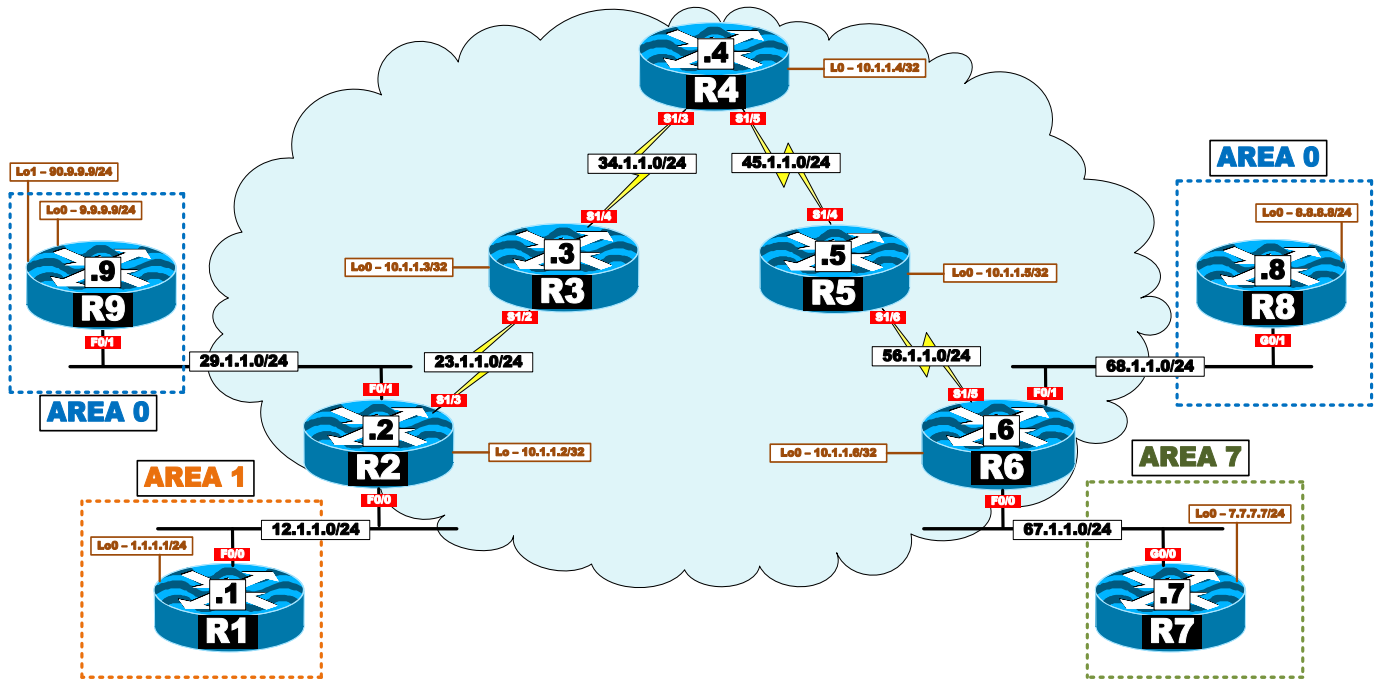 .4
R4
L0 – 10.1.1.4/32
S1/3
S1/5
34.1.1.0/24
45.1.1.0/24
AREA 0
Lo1 – 90.9.9.9/24
Lo0 – 9.9.9.9/24
Lo0 – 8.8.8.8/24
S1/4
S1/4
.3
R3
Lo0 – 10.1.1.3/32
.5
R5
Lo0 – 10.1.1.5/32
.9
R9
.8
R8
S1/2
S1/6
F0/1
G0/1
29.1.1.0/24
23.1.1.0/24
56.1.1.0/24
68.1.1.0/24
F0/1
S1/3
S1/5
F0/1
AREA 0
.2
R2
Lo – 10.1.1.2/32
.6
R6
Lo0 – 10.1.1.6/32
AREA 1
AREA 7
F0/0
F0/0
12.1.1.0/24
67.1.1.0/24
Lo0 – 7.7.7.7/24
Lo0 – 1.1.1.1/24
F0/0
G0/0
.1
R1
.7
R7